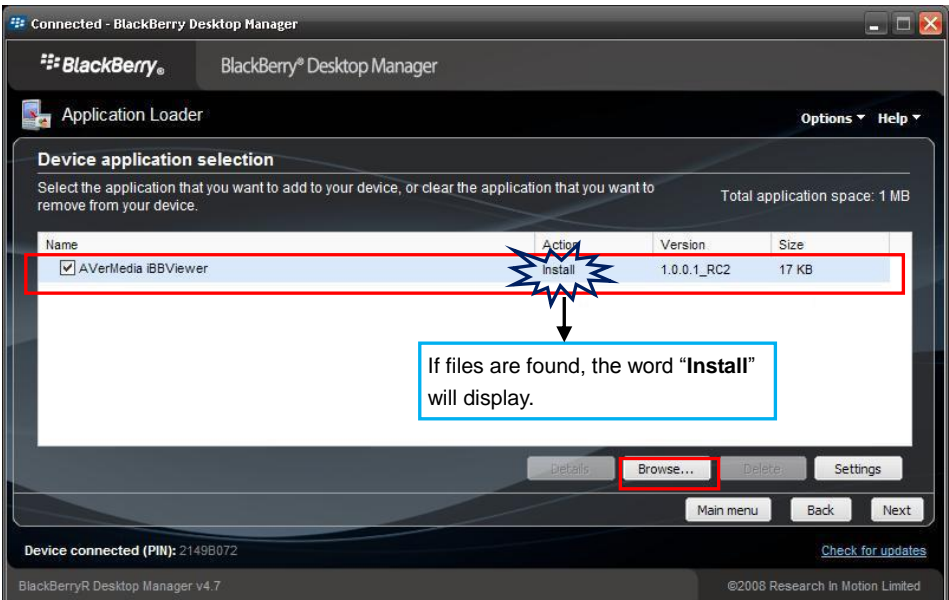 Connected - BlackBerry Desktop Manager
BlackBerry®
BlackBerry® Desktop Manager
Application Loader
Options Help
Device application selection
Select the application that you want to add to your device, or clear the application that you want to
remove from your device.
Total application space: 1 MB
Name Action Version Size
AVerMedia iBBViewer Install 1.0.0.1_RC2 17 KB
If files are found, the word “Install”
will display.
Details Browse... Delete Settings
Main menu Back Next
Device connected (PIN): 2149B072
Check for updates
BlackBerryR Desktop Manager v4.7
©2008 Research In Motion Limited